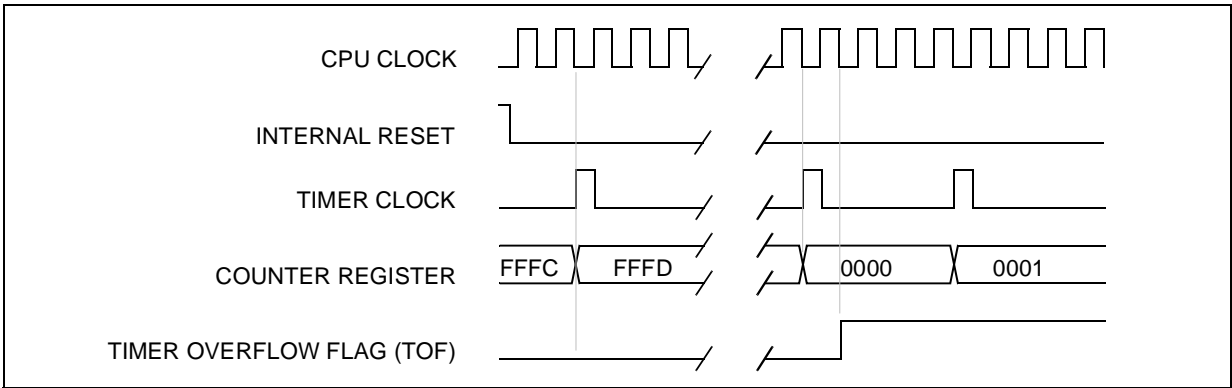 CPU CLOCK
INTERNAL RESET
TIMER CLOCK
COUNTER REGISTER
FFFC FFFD 0000 0001
TIMER OVERFLOW FLAG (TOF)